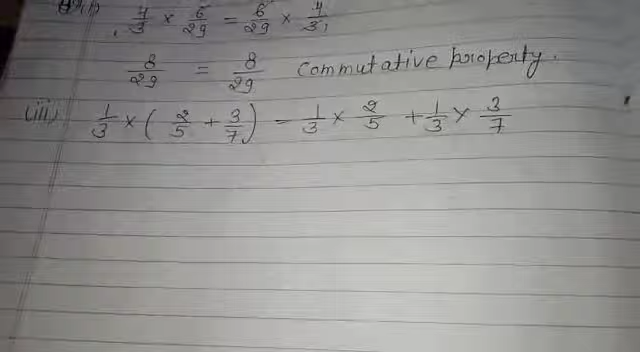 4/3 × 6/29 = 6/29 × 4/3
8/29 = 8/29 Commutative property.
(iii) 1/3 × ( 2/5 + 3/7 ) = 1/3 × 2/5 + 1/3 × 3/7